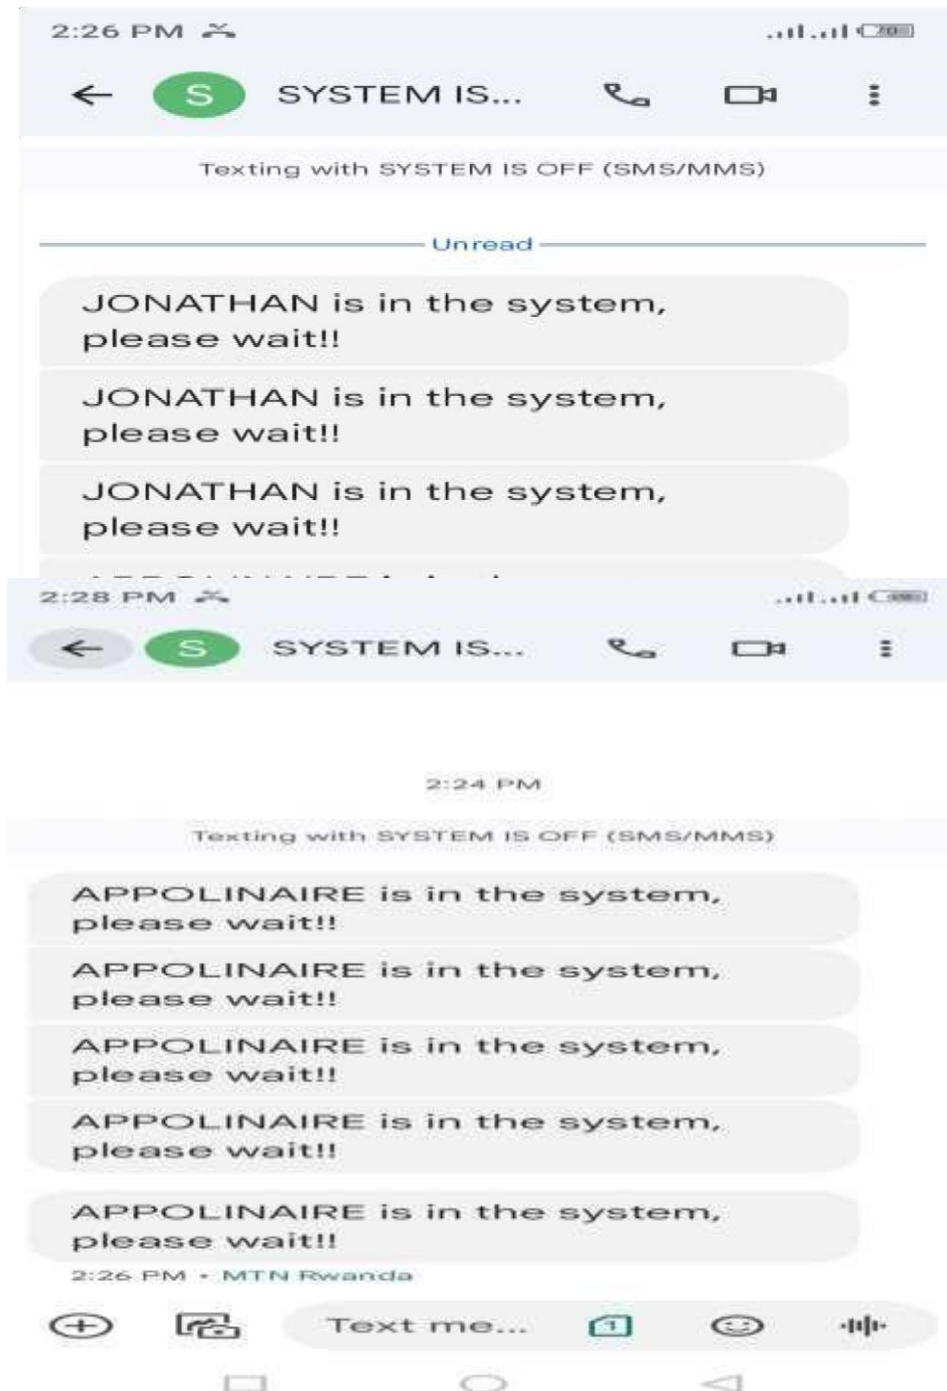 2:26 PM
S SYSTEM IS...
Texting with SYSTEM IS OFF (SMS/MMS)
Unread
JONATHAN is in the system,
please wait!!
JONATHAN is in the system,
please wait!!
JONATHAN is in the system,
please wait!!
2:28 PM
S SYSTEM IS...
2:24 PM
Texting with SYSTEM IS OFF (SMS/MMS)
APPOLINAIRE is in the system,
please wait!!
APPOLINAIRE is in the system,
please wait!!
APPOLINAIRE is in the system,
please wait!!
APPOLINAIRE is in the system,
please wait!!
APPOLINAIRE is in the system,
please wait!!
2:26 PM • MTN Rwanda
Text me... 1